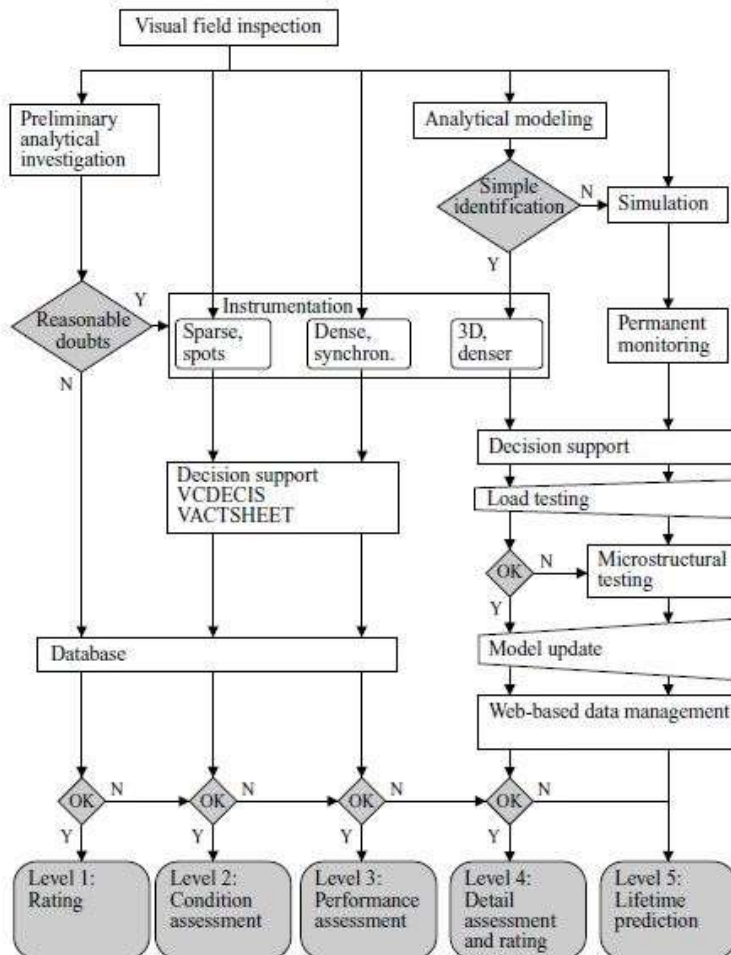 Visual field inspection
Preliminary
analytical
investigation
Analytical modeling
Simple
identification
N
Simulation
Y
Reasonable
doubts
Y
N
Instrumentation
Sparse,
spots
Dense,
synchron.
3D,
denser
Permanent
monitoring
Decision support
VCDECIS
VACTSHEET
Decision support
Load testing
OK
N
Y
Microstructural
testing
Model update
Database
Web-based data management
OK
N
Y
OK
N
Y
OK
N
Y
OK
N
Y
Level 1:
Rating
Level 2:
Condition
assessment
Level 3:
Performance
assessment
Level 4:
Detail
assessment
and rating
Level 5:
Lifetime
prediction